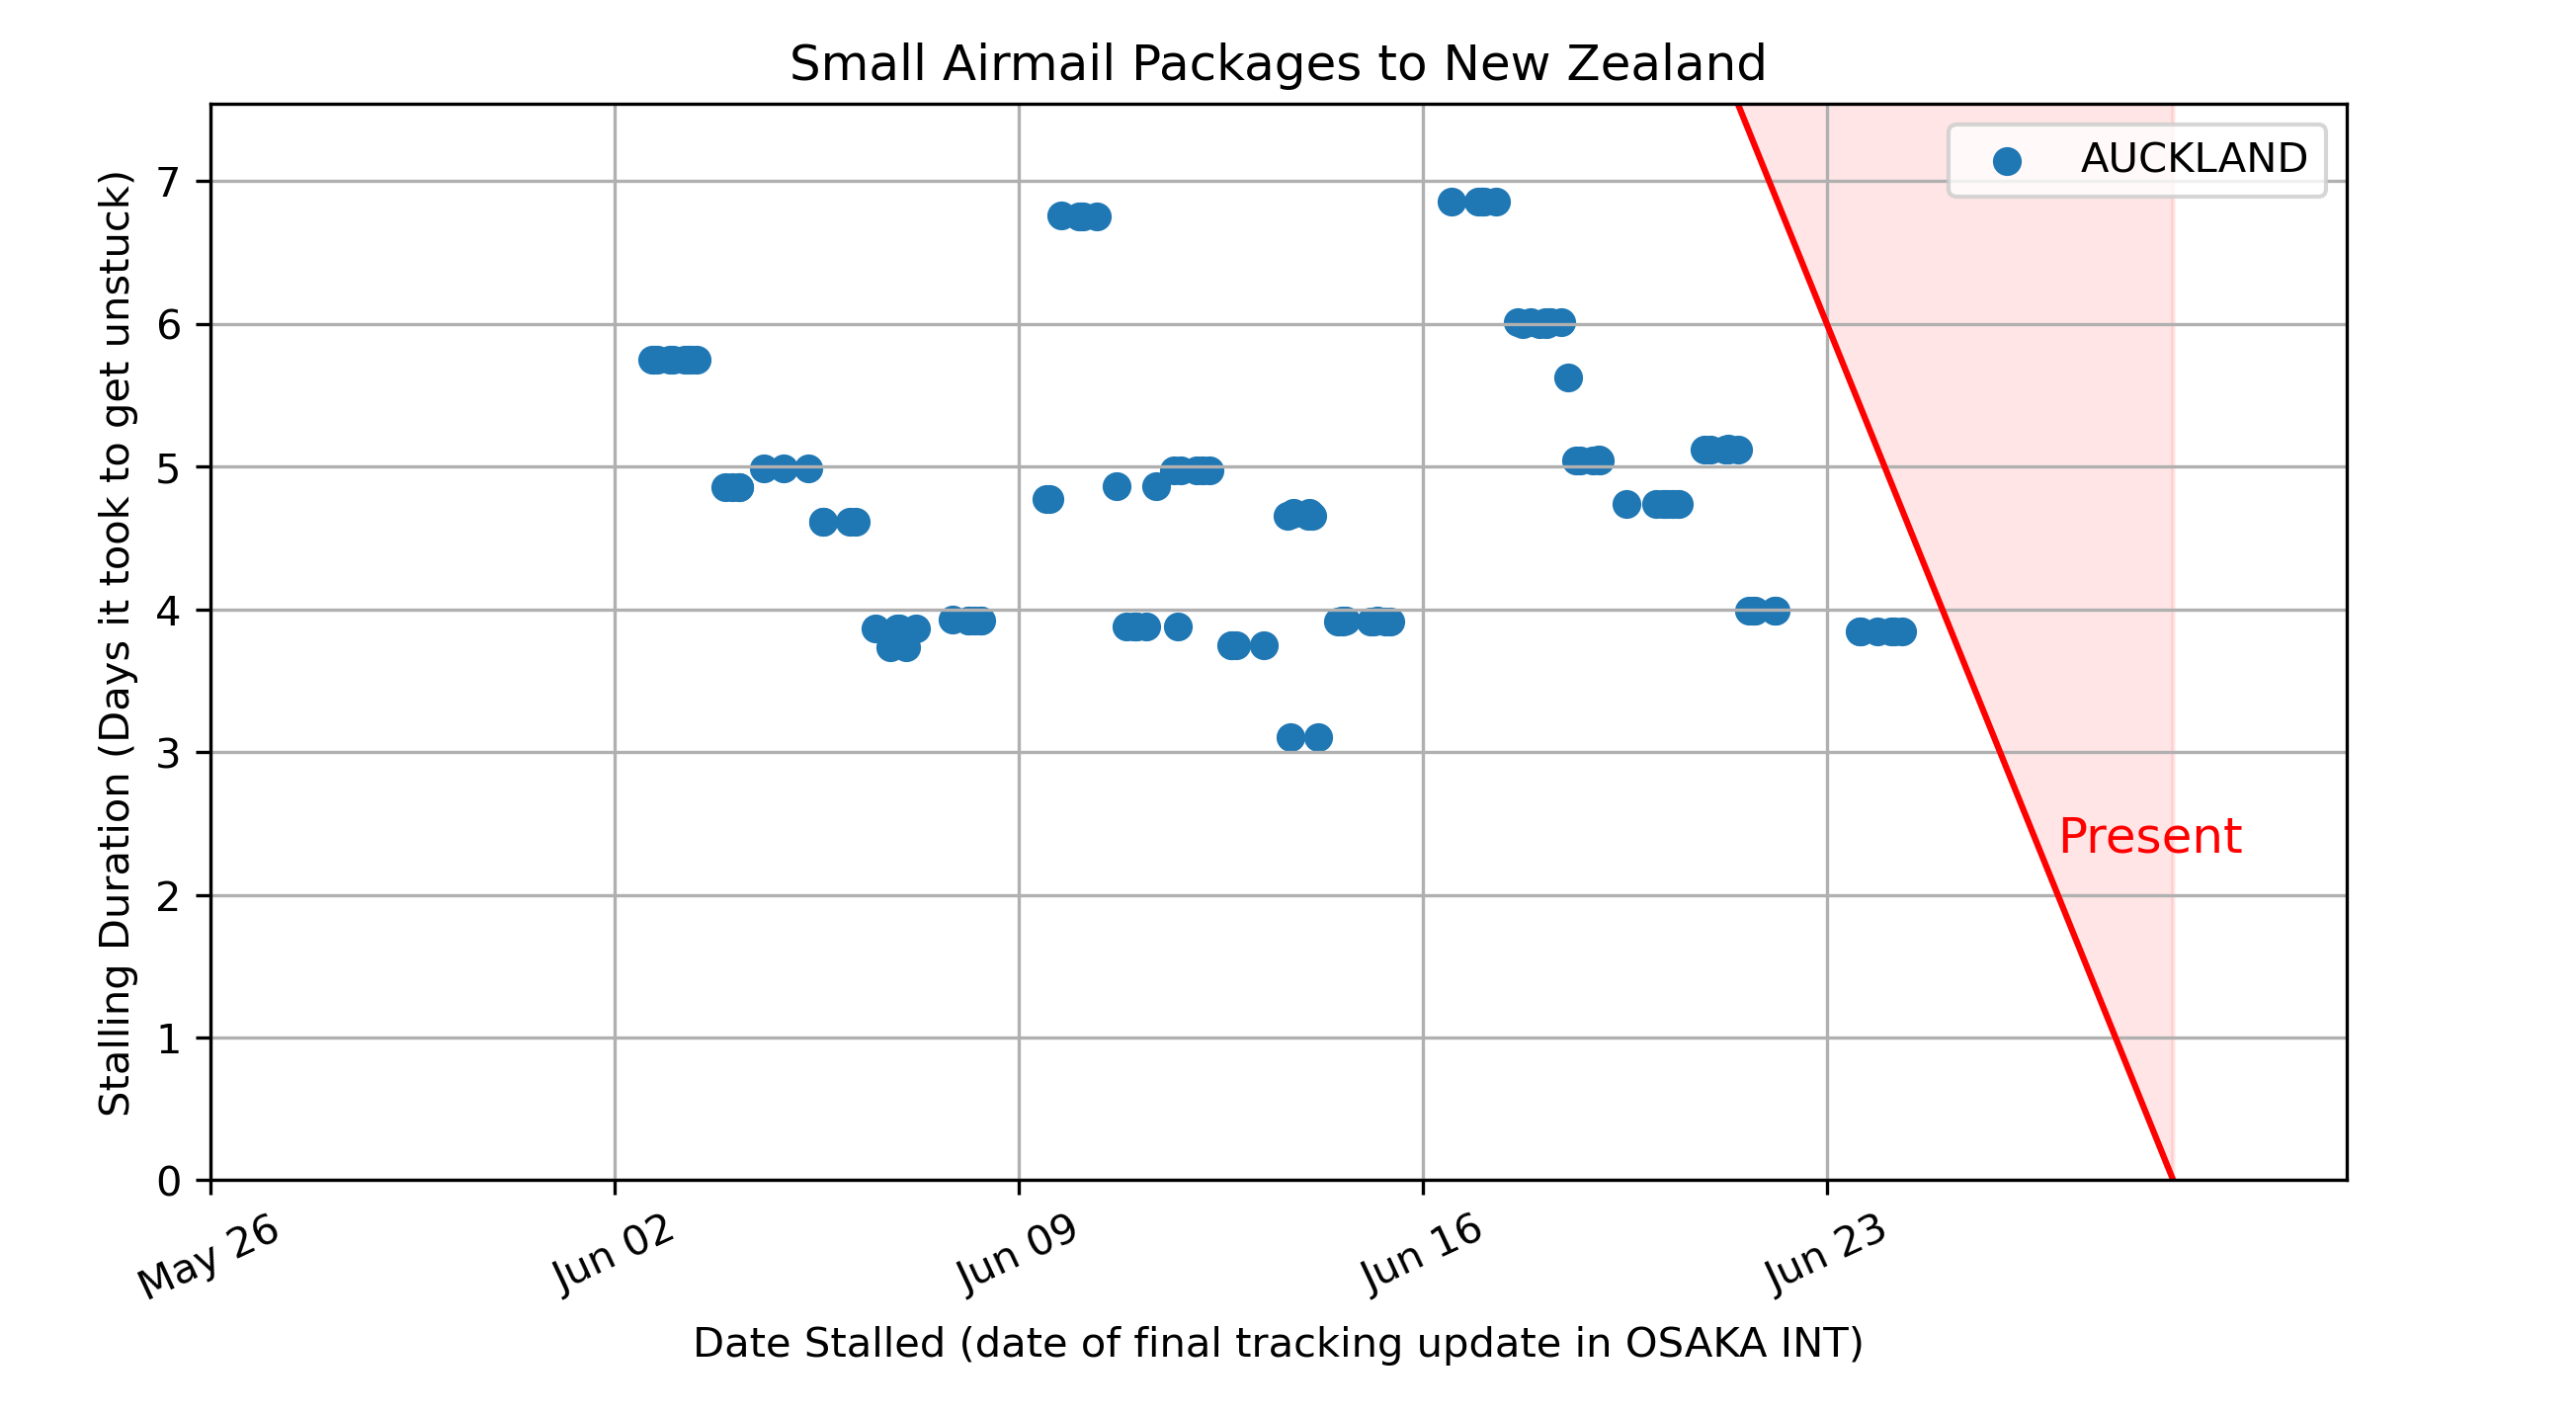 Small Airmail Packages to New Zealand
AUCKLAND
Stalling Duration (Days it took to get unstuck)
7
6
5
4
3
2
1
0
Present
May 26
Jun 02
Jun 09
Jun 16
Jun 23
Date Stalled (date of final tracking update in OSAKA INT)